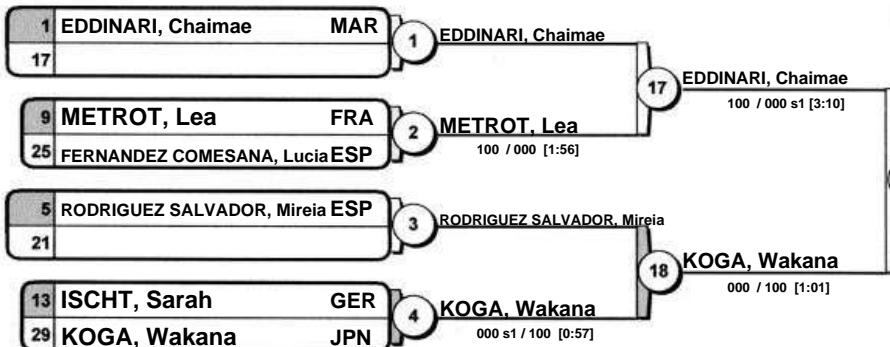 1 EDDINARI, Chaimae MAR
17
1 EDDINARI, Chaimae
9 METROT, Lea FRA
25 FERNANDEZ COMESANA, Lucia ESP
2 METROT, Lea
100 / 000 [1:56]
17 EDDINARI, Chaimae
100 / 000 s1 [3:10]
5 RODRIGUEZ SALVADOR, Mireia ESP
21
3 RODRIGUEZ SALVADOR, Mireia
13 ISCHT, Sarah GER
29 KOGA, Wakana JPN
4 KOGA, Wakana
000 s1 / 100 [0:57]
18 KOGA, Wakana
000 / 100 [1:01]